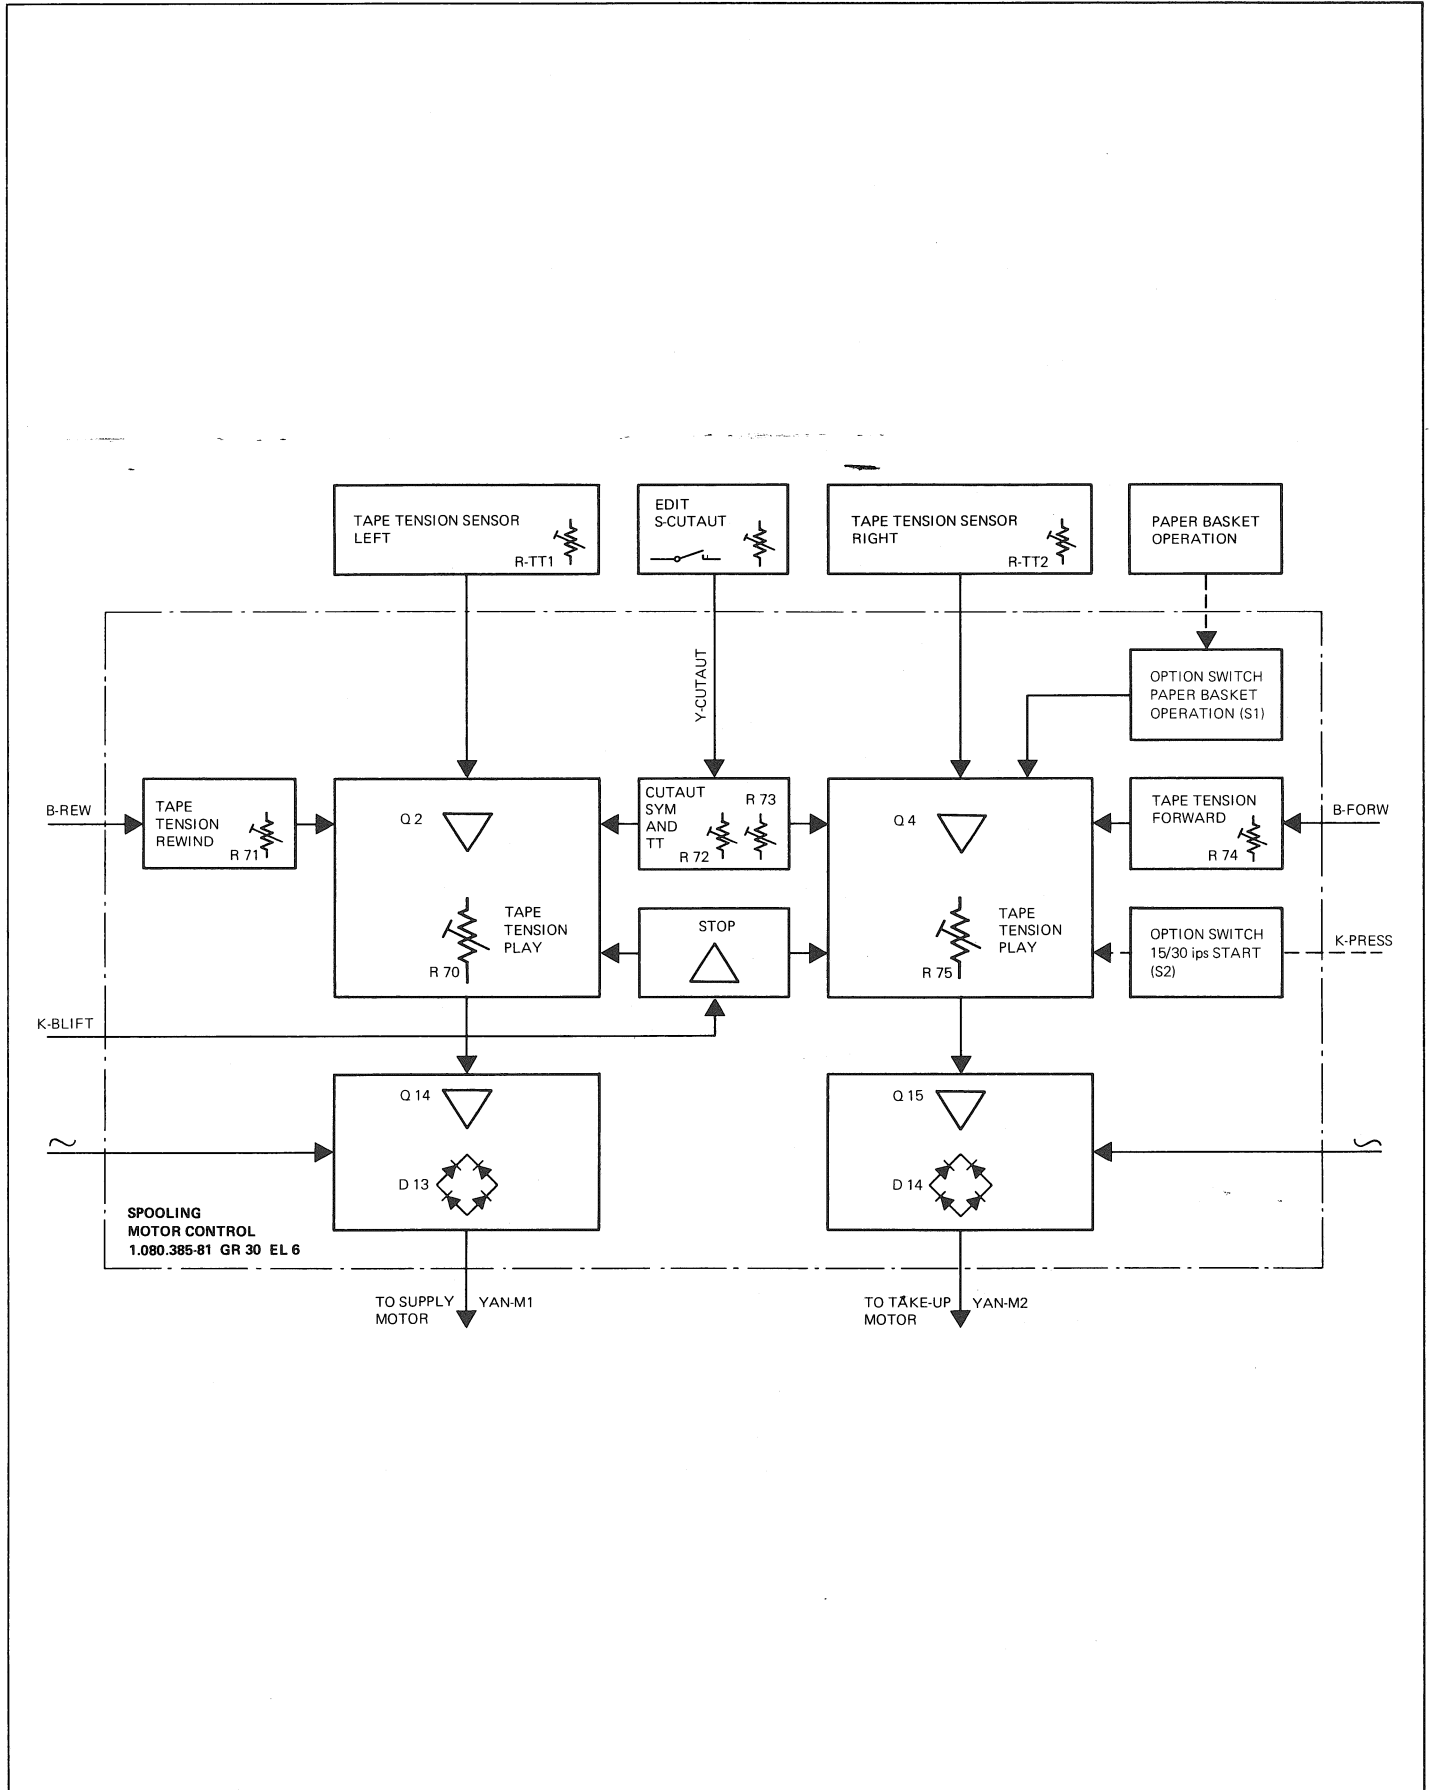 TAPE TENSION SENSOR
LEFT
R-TT1
EDIT
S-CUTAUT
TAPE TENSION SENSOR
RIGHT
R-TT2
PAPER BASKET
OPERATION
Y-CUTAUT
OPTION SWITCH
PAPER BASKET
OPERATION (S1)
B-REW
TAPE
TENSION
REWIND
R 71
Q 2
TAPE
TENSION
PLAY
R 70
CUTAUT
SYM
AND
TT
R 73
R 72
Q 4
TAPE
TENSION
PLAY
R 75
TAPE TENSION
FORWARD
R 74
B-FORW
STOP
OPTION SWITCH
15/30 ips START
(S2)
K-PRESS
K-BLIFT
Q 14
D 13
Q 15
D 14
~
~
SPOOLING
MOTOR CONTROL
1.080.385-81 GR 30 EL 6
TO SUPPLY
MOTOR
YAN-M1
TO TAKE-UP
MOTOR
YAN-M2